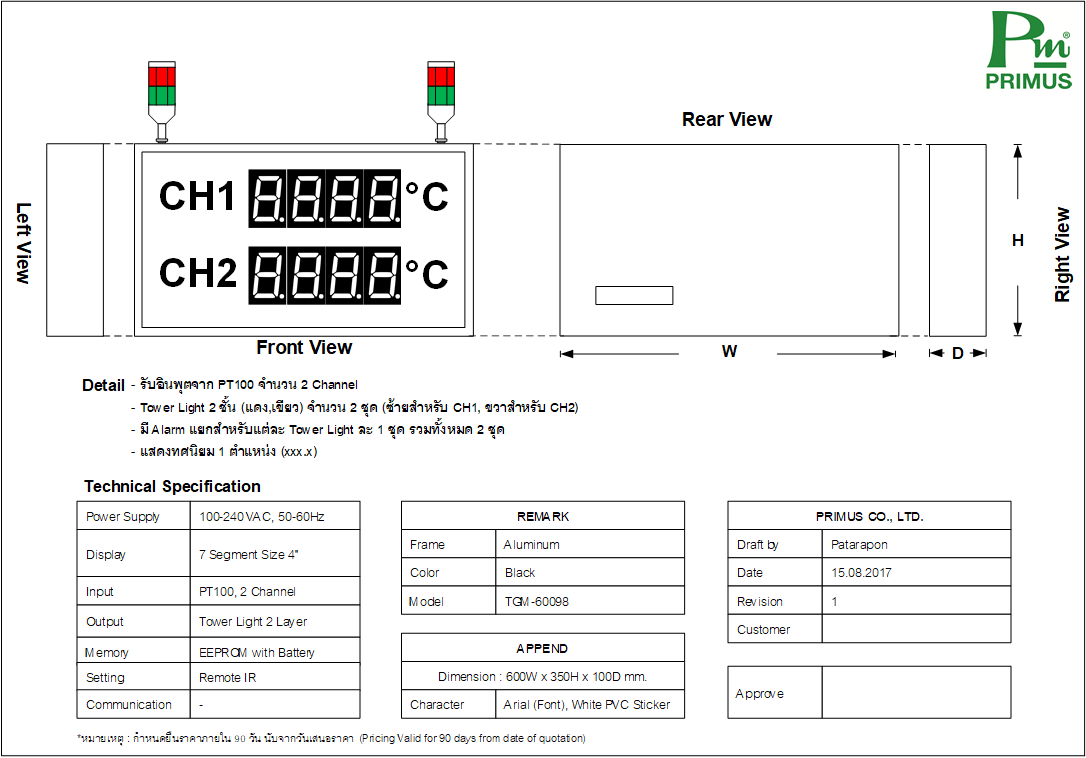 Pm®
PRIMUS
Rear View
Left View
CH1 8.8.8.8. °C
CH2 8.8.8.8. °C
H
Right View
Front View
W
D
Detail - รับอินพุตจาก PT100 จำนวน 2 Channel
- Tower Light 2 ชั้น (แดง,เขียว) จำนวน 2 ชุด (ซ้ายสำหรับ CH1, ขวาสำหรับ CH2)
- มี Alarm แยกสำหรับแต่ละ Tower Light ละ 1 ชุด รวมทั้งหมด 2 ชุด
- แสดงทศนิยม 1 ตำแหน่ง (xxx.x)
Technical Specification
Power Supply 100-240VAC, 50-60Hz
Display 7 Segment Size 4"
Input PT100, 2 Channel
Output Tower Light 2 Layer
Memory EEPROM with Battery
Setting Remote IR
Communication -
REMARK
Frame Aluminum
Color Black
Model TGM-60098
APPEND
Dimension : 600W x 350H x 100D mm.
Character Arial (Font), White PVC Sticker
PRIMUS CO., LTD.
Draft by Patarapon
Date 15.08.2017
Revision 1
Customer
Approve
*หมายเหตุ : กำหนดยืนราคาภายใน 90 วัน นับจากวันเสนอราคา (Pricing Valid for 90 days from date of quotation)